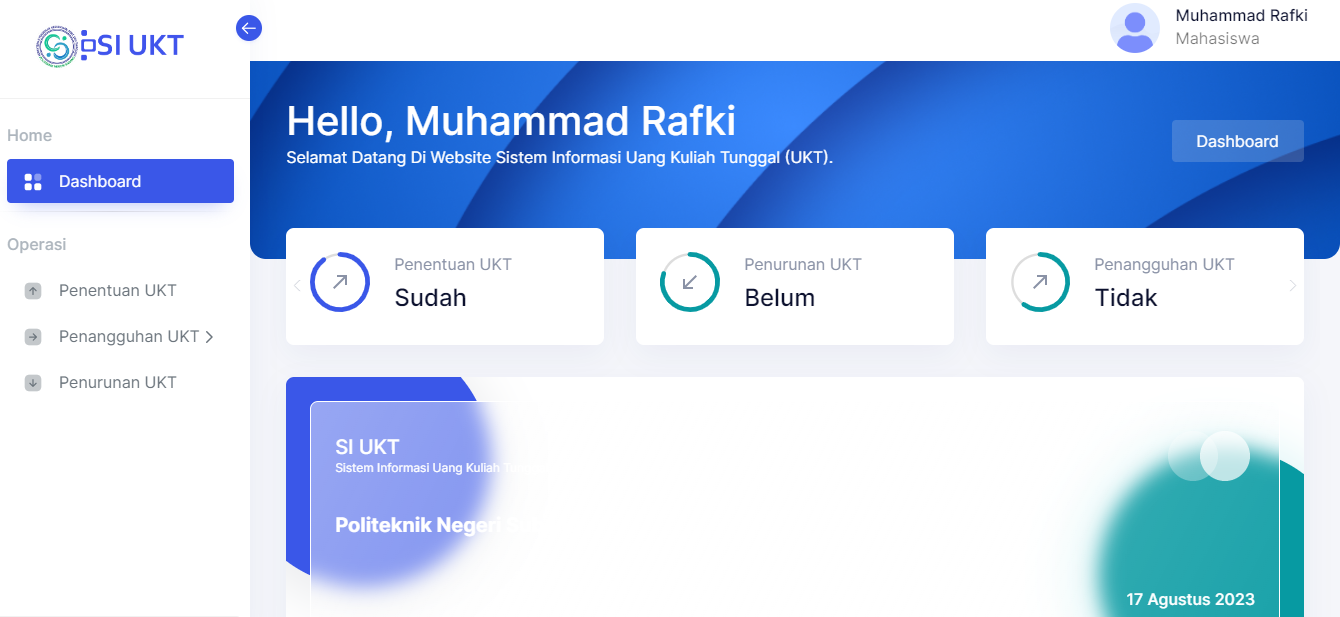 SI UKT
Muhammad Rafki
Mahasiswa
Home
Dashboard
Operasi
Penentuan UKT
Penangguhan UKT
Penurunan UKT
Hello, Muhammad Rafki
Selamat Datang Di Website Sistem Informasi Uang Kuliah Tunggal (UKT).
Dashboard
Penentuan UKT
Sudah
Penurunan UKT
Belum
Penangguhan UKT
Tidak
SI UKT
Sistem Informasi Uang Kuliah
Politeknik Negeri
17 Agustus 2023